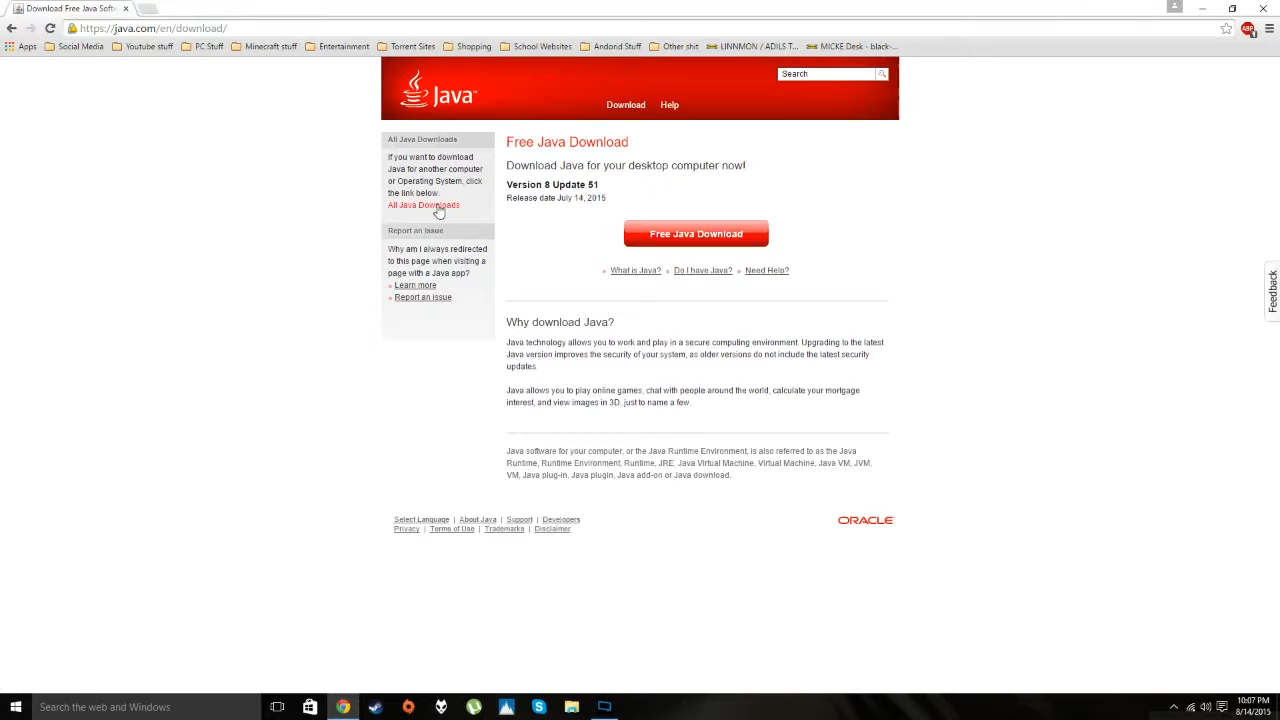 Download Free Java Soft
https://java.com/en/download/
Apps
Social Media
Youtube stuff
PC Stuff
Minecraft stuff
Entertainment
Torrent Sites
Shopping
School Websites
Andorid Stuff
Other shit
LINNMON / ADILS T...
MICKE Desk - black-...
ABP
Java™
Search
Download
Help
All Java Downloads
If you want to download
Java for another computer
or Operating System, click
the link below.
All Java Downloads
Report an issue
Why am I always redirected
to this page when visiting a
page with a Java app?
» Learn more
» Report an issue
Free Java Download
Download Java for your desktop computer now!
Version 8 Update 51
Release date July 14, 2015
Free Java Download
» What is Java? » Do I have Java? » Need Help?
Why download Java?
Java technology allows you to work and play in a secure computing environment. Upgrading to the latest
Java version improves the security of your system, as older versions do not include the latest security
updates.
Java allows you to play online games, chat with people around the world, calculate your mortgage
interest, and view images in 3D, just to name a few.
Java software for your computer, or the Java Runtime Environment, is also referred to as the Java
Runtime, Runtime Environment, Runtime, JRE, Java Virtual Machine, Virtual Machine, Java VM, JVM,
VM, Java plug-in, Java plugin, Java add-on or Java download.
Select Language | About Java | Support | Developers
Privacy | Terms of Use | Trademarks | Disclaimer
ORACLE
Feedback
Search the web and Windows
10:07 PM
8/14/2015